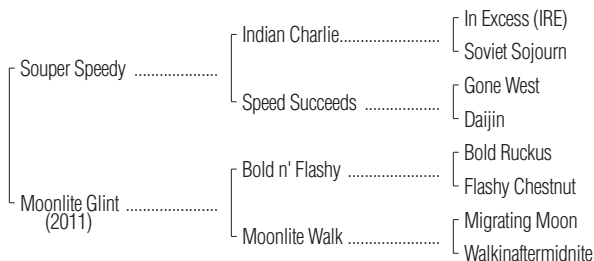 In Excess (IRE)
Indian Charlie........................
Soviet Sojourn
Souper Speedy ....................
Gone West
Speed Succeeds ..................
Daijin
Bold Ruckus
Bold n' Flashy ......................
Flashy Chestnut
Moonlite Glint ......................
(2011)
Migrating Moon
Moonlite Walk ......................
Walkinaftermidnite